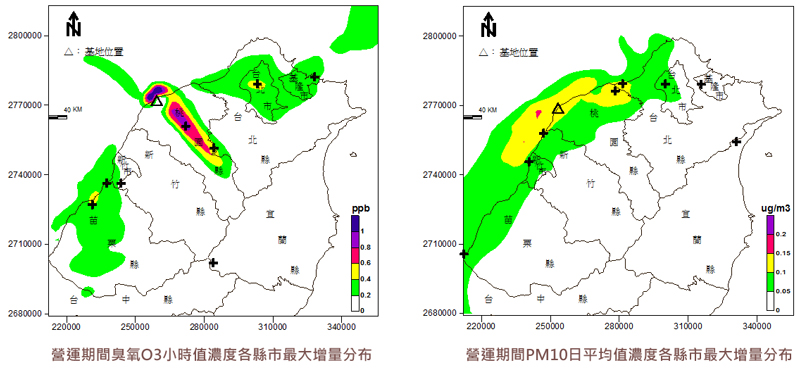 2800000
2770000
2740000
2710000
2680000
N
△：基地位置
40 KM
台
北
市
基
隆
市
桃
園
縣
台
北
縣
新
竹
市
新
竹
縣
苗
栗
縣
宜
蘭
縣
台 中 縣
ppb
1
0.8
0.6
0.4
0.2
0
220000 250000 280000 310000 340000
營運期間臭氧O3小時值濃度各縣市最大增量分布
2800000
2770000
2740000
2710000
2680000
N
△：基地位置
40 KM
台
北
市
基
隆
市
桃
園
縣
台
北
縣
新
竹
市
新
竹
縣
苗
栗
縣
宜
蘭
縣
台 中 縣
ug/m3
0.2
0.15
0.1
0.05
0
220000 250000 280000 310000 340000
營運期間PM10日平均值濃度各縣市最大增量分布